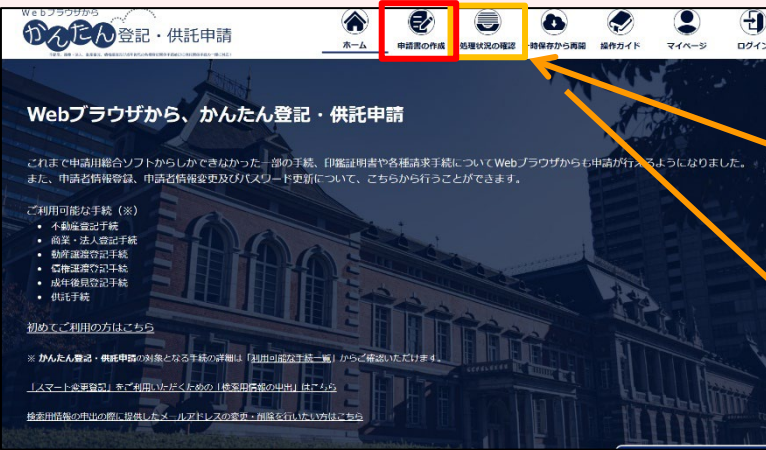 Webブラウザから
かんたん登記・供託申請
ホーム
申請書の作成
処理状況の確認
一時保存から再開
操作ガイド
マイページ
ログイン
Webブラウザから、かんたん登記・供託申請
これまで申請用総合ソフトからしかできなかった一部の手続、印鑑証明書や各種請求手続についてWebブラウザからも申請が行えるようになりました。
また、申請者情報登録、申請者情報変更及びパスワード更新について、こちらから行うことができます。
ご利用可能な手続（※）
• 不動産登記手続
• 商業・法人登記手続
• 動産譲渡登記手続
• 債権譲渡登記手続
• 成年後見登記手続
• 供託手続
初めてご利用の方はこちら
※ かんたん登記・供託申請の対象となる手続の詳細は「利用可能な手続一覧」からご確認いただけます。
「スマート変更登記」をご利用いただくための「検索用情報の申出」はこちら
検索用情報の申出の際に提供したメールアドレスの変更・削除を行いたい方はこちら